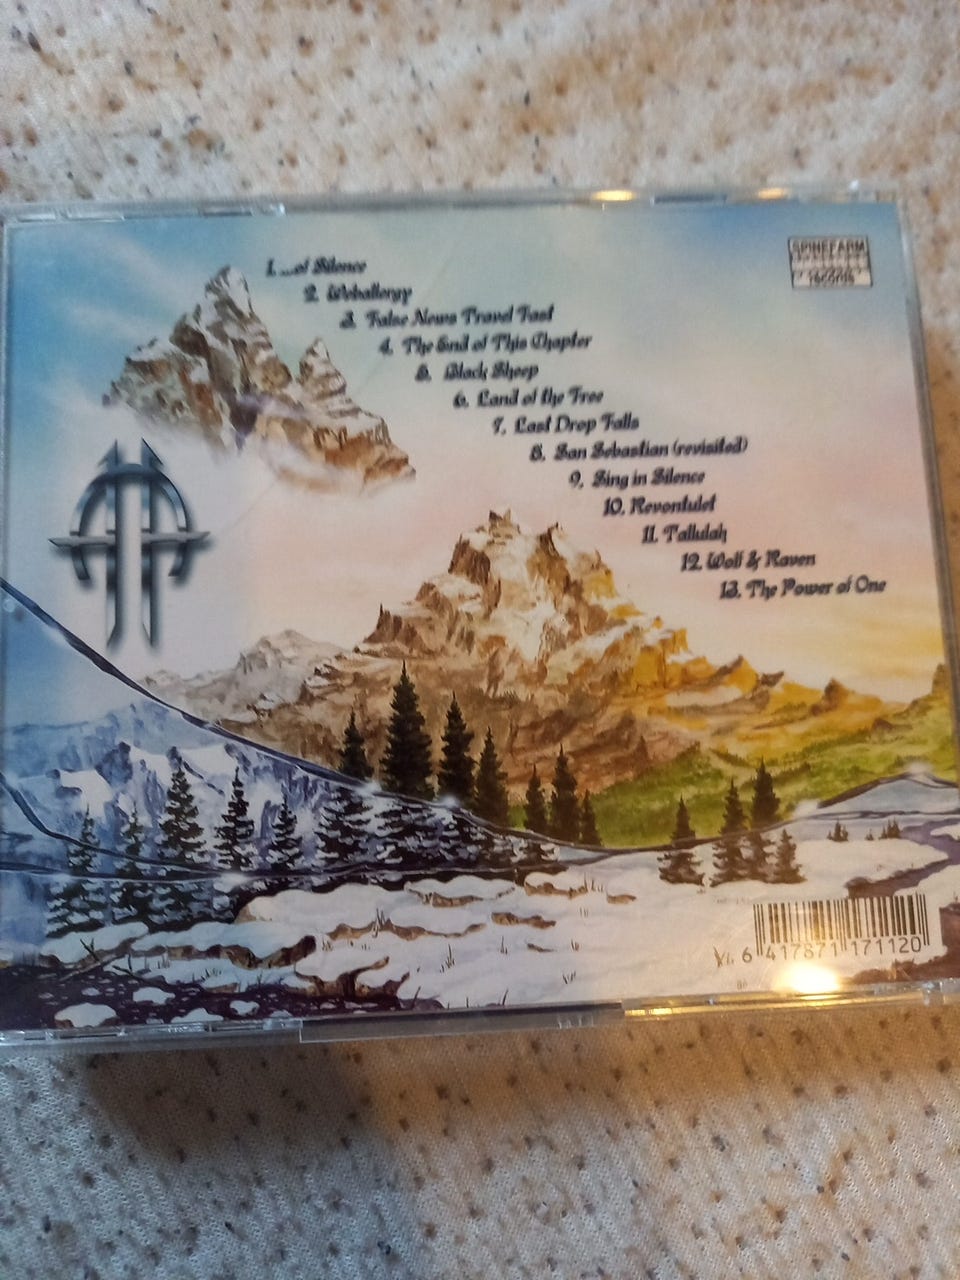 1. ...of Silence
2. Weballergy
3. False News Travel Fast
4. The End of This Chapter
5. Black Sheep
6. Land of the Free
7. Last Drop Falls
8. San Sebastian (revisited)
9. Sing in Silence
10. Revontulet
11. Tallulah
12. Wolf & Raven
13. The Power of One
SPINEFARM
records
6 417871 171120